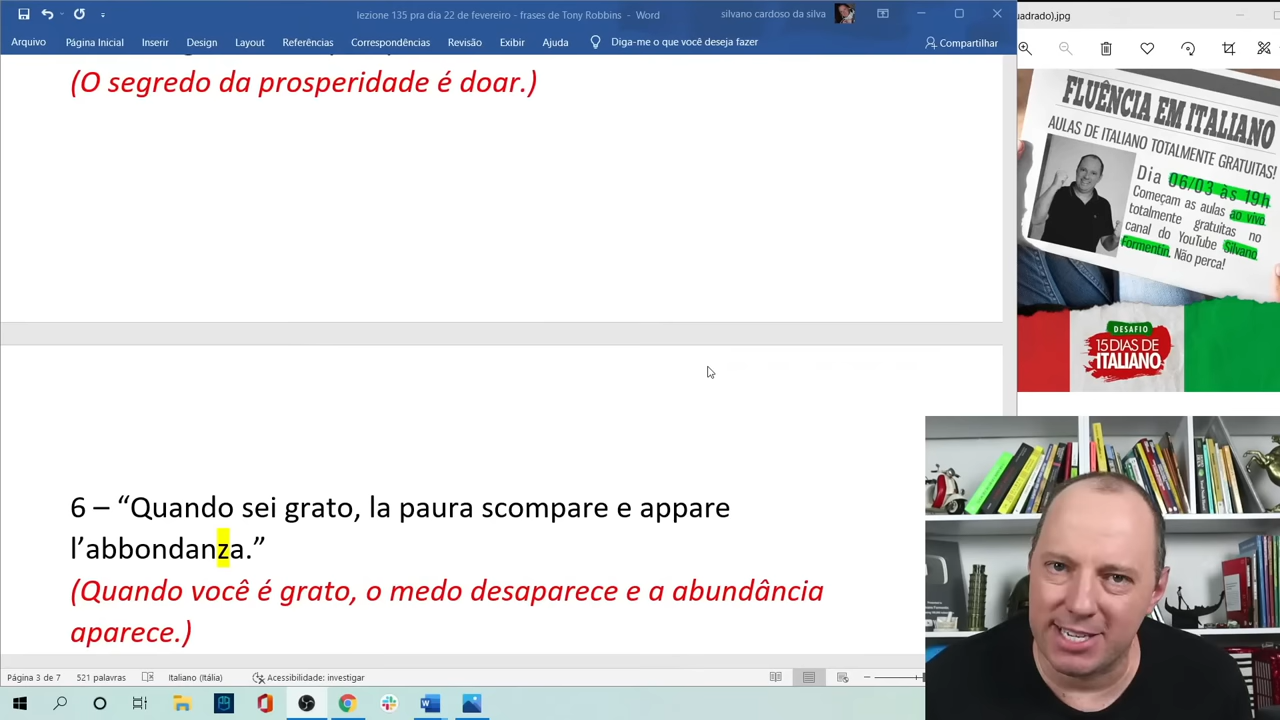 lezione 135 pra dia 22 de fevereiro - frases de Tony Robbins - Word
silvano cardoso da silva
uadrado).jpg
Arquivo Página Inicial Inserir Design Layout Referências Correspondências Revisão Exibir Ajuda Diga-me o que você deseja fazer Compartilhar
(O segredo da prosperidade é doar.)
FLUÊNCIA EM ITALIANO
AULAS DE ITALIANO TOTALMENTE GRATUITAS!
Dia 06/03 às 19h
Começam as aulas ao vivo
totalmente gratuitas no
canal do YouTube Silvano
Formentin. Não perca!
DESAFIO
15 DIAS DE
ITALIANO
6 – “Quando sei grato, la paura scompare e appare
l’abbondanza.”
(Quando você é grato, o medo desaparece e a abundância
aparece.)
Página 3 de 7 521 palavras Italiano (Itália) Acessibilidade: investigar